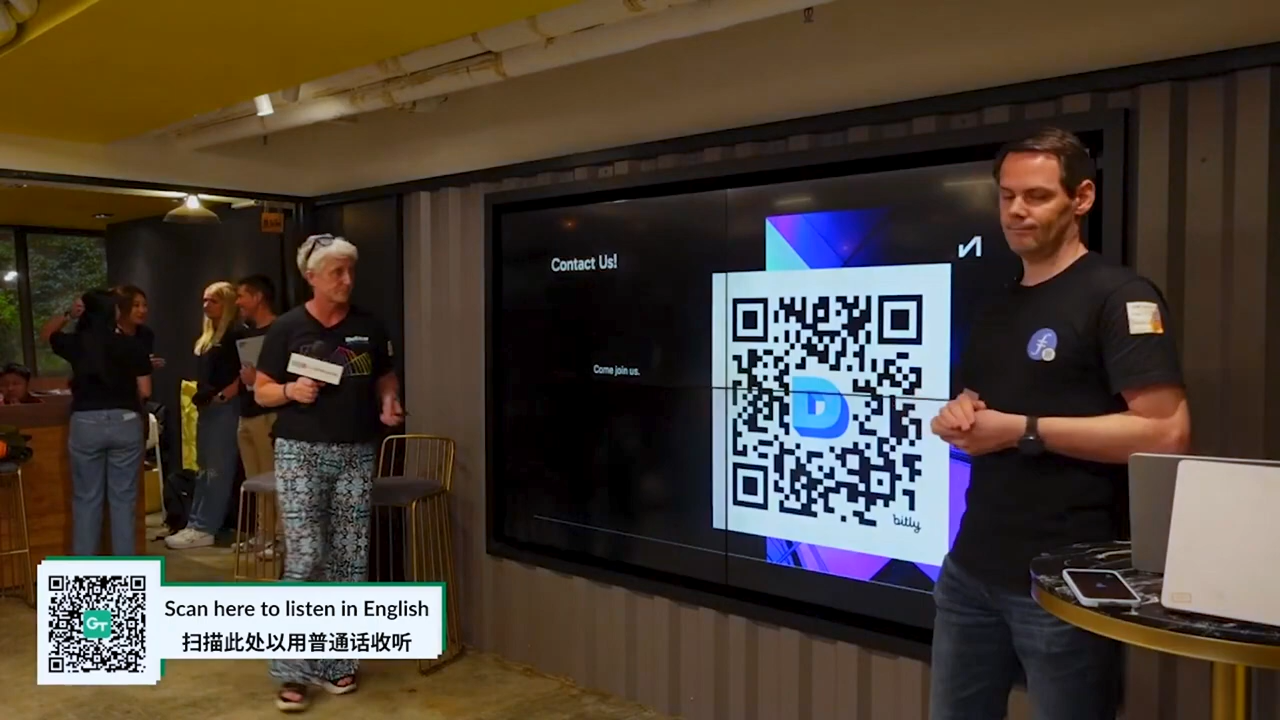 Contact Us!
Come join us.
D
bitly
f
GT
Scan here to listen in English
扫描此处以用普通话收听